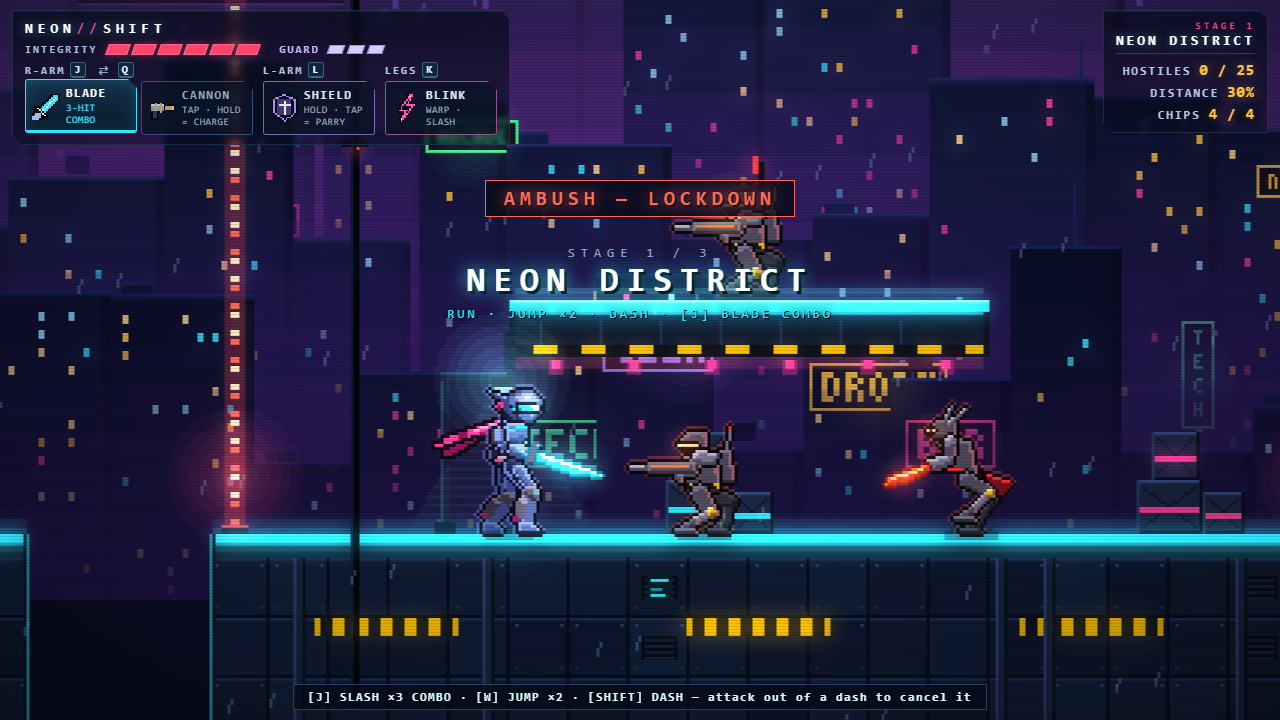 NEON//SHIFT
INTEGRITY GUARD
R-ARM J ⇄ Q L-ARM L LEGS K
BLADE
3-HIT
COMBO
CANNON
TAP · HOLD
= CHARGE
SHIELD
HOLD · TAP
= PARRY
BLINK
WARP ·
SLASH
STAGE 1
NEON DISTRICT
HOSTILES 0 / 25
DISTANCE 30%
CHIPS 4 / 4
AMBUSH — LOCKDOWN
STAGE 1 / 3
NEON DISTRICT
RUN · JUMP ×2 · DASH · [J] BLADE COMBO
TECH
[J] SLASH ×3 COMBO · [W] JUMP ×2 · [SHIFT] DASH — attack out of a dash to cancel it